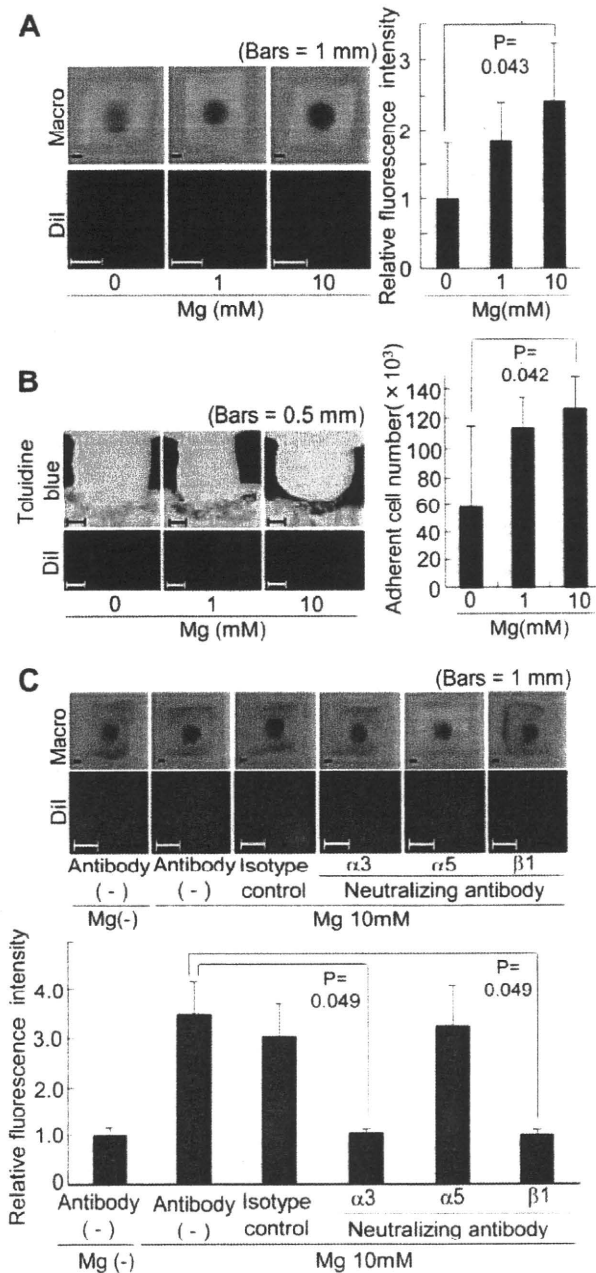 A
(Bars = 1 mm)
Macro
DiI
0 1 10
Mg (mM)
Relative fluorescence intensity
3
2
1
0
P=
0.043
0 1 10
Mg(mM)
B
(Bars = 0.5 mm)
Toluidine
blue
DiI
0 1 10
Mg (mM)
Adherent cell number( × 10³)
140
120
100
80
60
40
20
0
P=
0.042
0 1 10
Mg(mM)
C
(Bars = 1 mm)
Macro
DiI
Antibody Antibody Isotype α3 α5 β1
(-) (-) control Neutralizing antibody
Mg(-) Mg 10mM
Relative fluorescence intensity
4.0
3.0
2.0
1.0
0
P=
0.049
P=
0.049
Antibody Antibody Isotype α3 α5 β1
(-) (-) control Neutralizing antibody
Mg (-) Mg 10mM